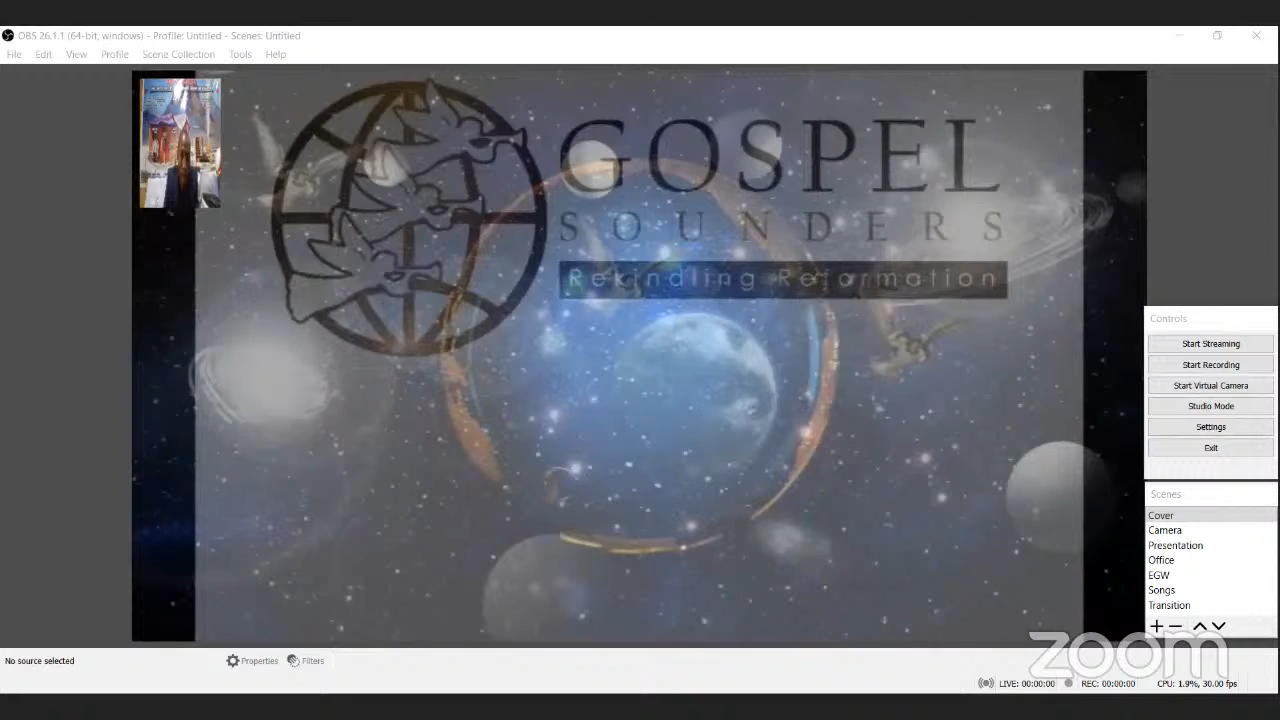 OBS 26.1.1 (64-bit, windows) - Profile: Untitled - Scenes: Untitled
File Edit View Profile Scene Collection Tools Help
GOSPEL
SOUNDERS
Rekindling Reformation
Controls
Start Streaming
Start Recording
Start Virtual Camera
Studio Mode
Settings
Exit
Scenes
Cover
Camera
Presentation
Office
EGW
Songs
Transition
zoom
No source selected Properties Filters
LIVE: 00:00:00 REC: 00:00:00 CPU: 1.9%, 30.00 fps